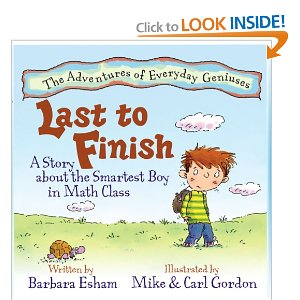 Click to LOOK INSIDE!
The Adventures of Everyday Geniuses
Last to
Finish
A Story
about the Smartest Boy
in Math Class
Written by
Barbara Esham
Illustrated by
Mike & Carl Gordon